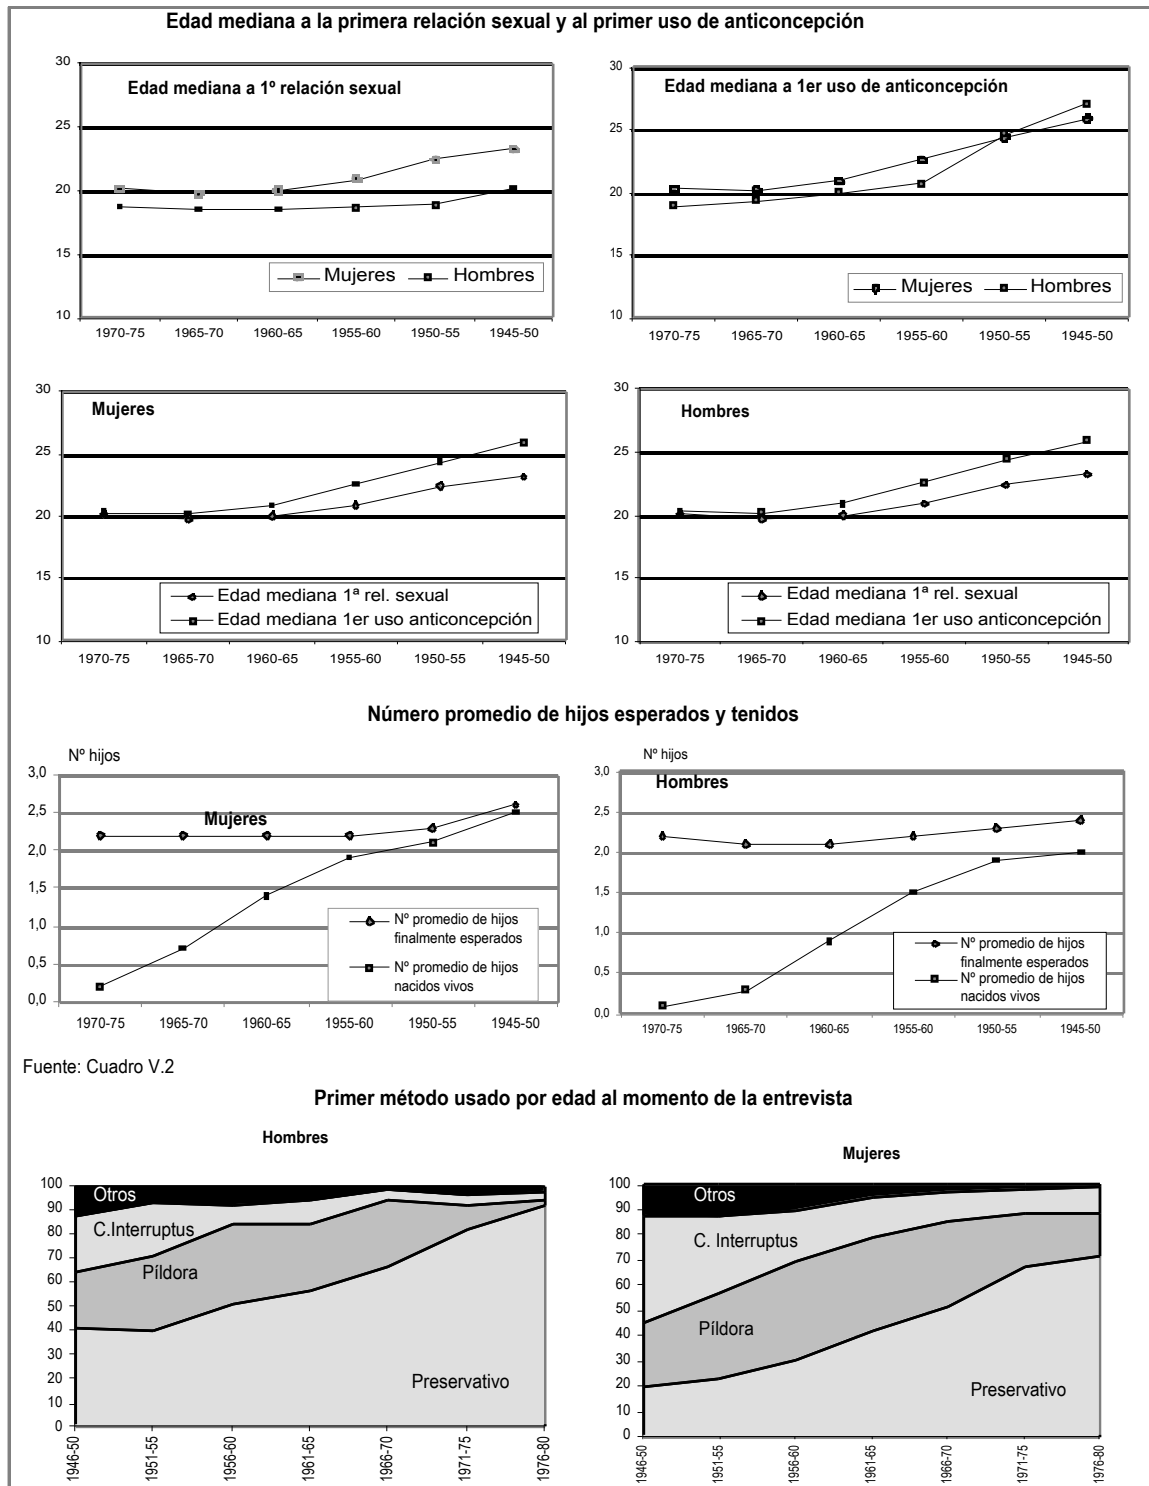 Edad mediana a la primera relación sexual y al primer uso de anticoncepción
Edad mediana a 1º relación sexual
30
25
20
15
10
Mujeres Hombres
1970-75 1965-70 1960-65 1955-60 1950-55 1945-50
Edad mediana a 1er uso de anticoncepción
30
25
20
15
10
Mujeres Hombres
1970-75 1965-70 1960-65 1955-60 1950-55 1945-50
Mujeres
30
25
20
15
10
Edad mediana 1ª rel. sexual
Edad mediana 1er uso anticoncepción
1970-75 1965-70 1960-65 1955-60 1950-55 1945-50
Hombres
30
25
20
15
10
Edad mediana 1ª rel. sexual
Edad mediana 1er uso anticoncepción
1970-75 1965-70 1960-65 1955-60 1950-55 1945-50
Número promedio de hijos esperados y tenidos
Nº hijos
Mujeres
3,0
2,5
2,0
1,5
1,0
0,5
0,0
Nº promedio de hijos
finalmente esperados
Nº promedio de hijos
nacidos vivos
1970-75 1965-70 1960-65 1955-60 1950-55 1945-50
Nº hijos
Hombres
3,0
2,5
2,0
1,5
1,0
0,5
0,0
Nº promedio de hijos
finalmente esperados
Nº promedio de hijos
nacidos vivos
1970-75 1965-70 1960-65 1955-60 1950-55 1945-50
Fuente: Cuadro V.2
Primer método usado por edad al momento de la entrevista
Hombres
100
90
80
70
60
50
40
30
20
10
0
Otros
C.Interruptus
Píldora
Preservativo
1946-50 1951-55 1956-60 1961-65 1966-70 1971-75 1976-80
Mujeres
100
90
80
70
60
50
40
30
20
10
0
Otros
C. Interruptus
Píldora
Preservativo
1946-50 1951-55 1956-60 1961-65 1966-70 1971-75 1976-80